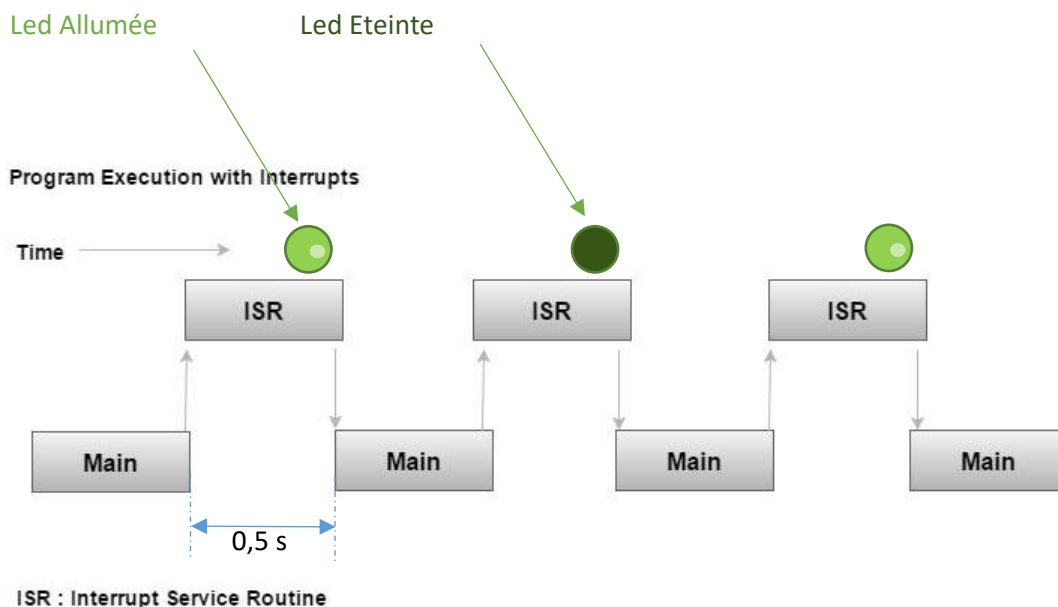 Led Allumée
Led Eteinte
Program Execution with Interrupts
Time
ISR
ISR
ISR
Main
Main
Main
Main
0,5 s
ISR : Interrupt Service Routine